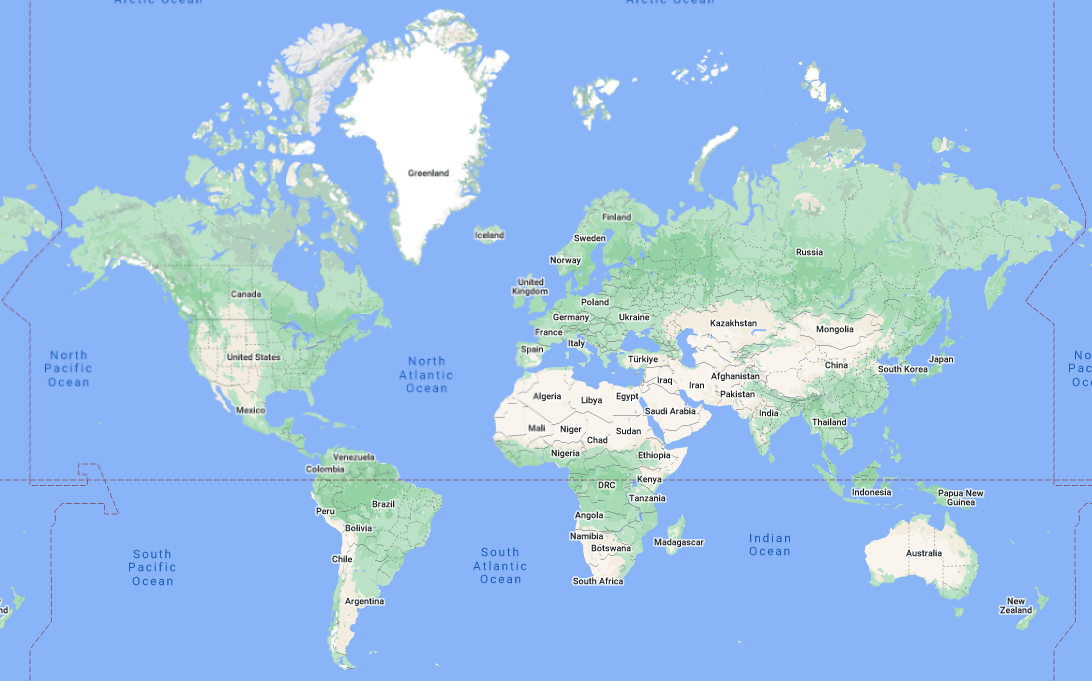 Arctic Ocean
Arctic Ocean
Greenland
Iceland
Finland
Sweden
Norway
Russia
United
Kingdom
Poland
Germany
Ukraine
France
Italy
Spain
Türkiye
Kazakhstan
Mongolia
China
South Korea
Japan
Canada
United States
Mexico
North
Pacific
Ocean
North
Atlantic
Ocean
No
Pac
Oce
Algeria
Libya
Egypt
Iraq
Iran
Afghanistan
Pakistan
Saudi Arabia
India
Thailand
Mali
Niger
Chad
Sudan
Nigeria
Ethiopia
Venezuela
Colombia
DRC
Kenya
Tanzania
Indonesia
Papua New
Guinea
Peru
Brazil
Bolivia
Chile
Argentina
Angola
Namibia
Botswana
Madagascar
South Africa
South
Pacific
Ocean
South
Atlantic
Ocean
Indian
Ocean
Australia
New
Zealand
nd